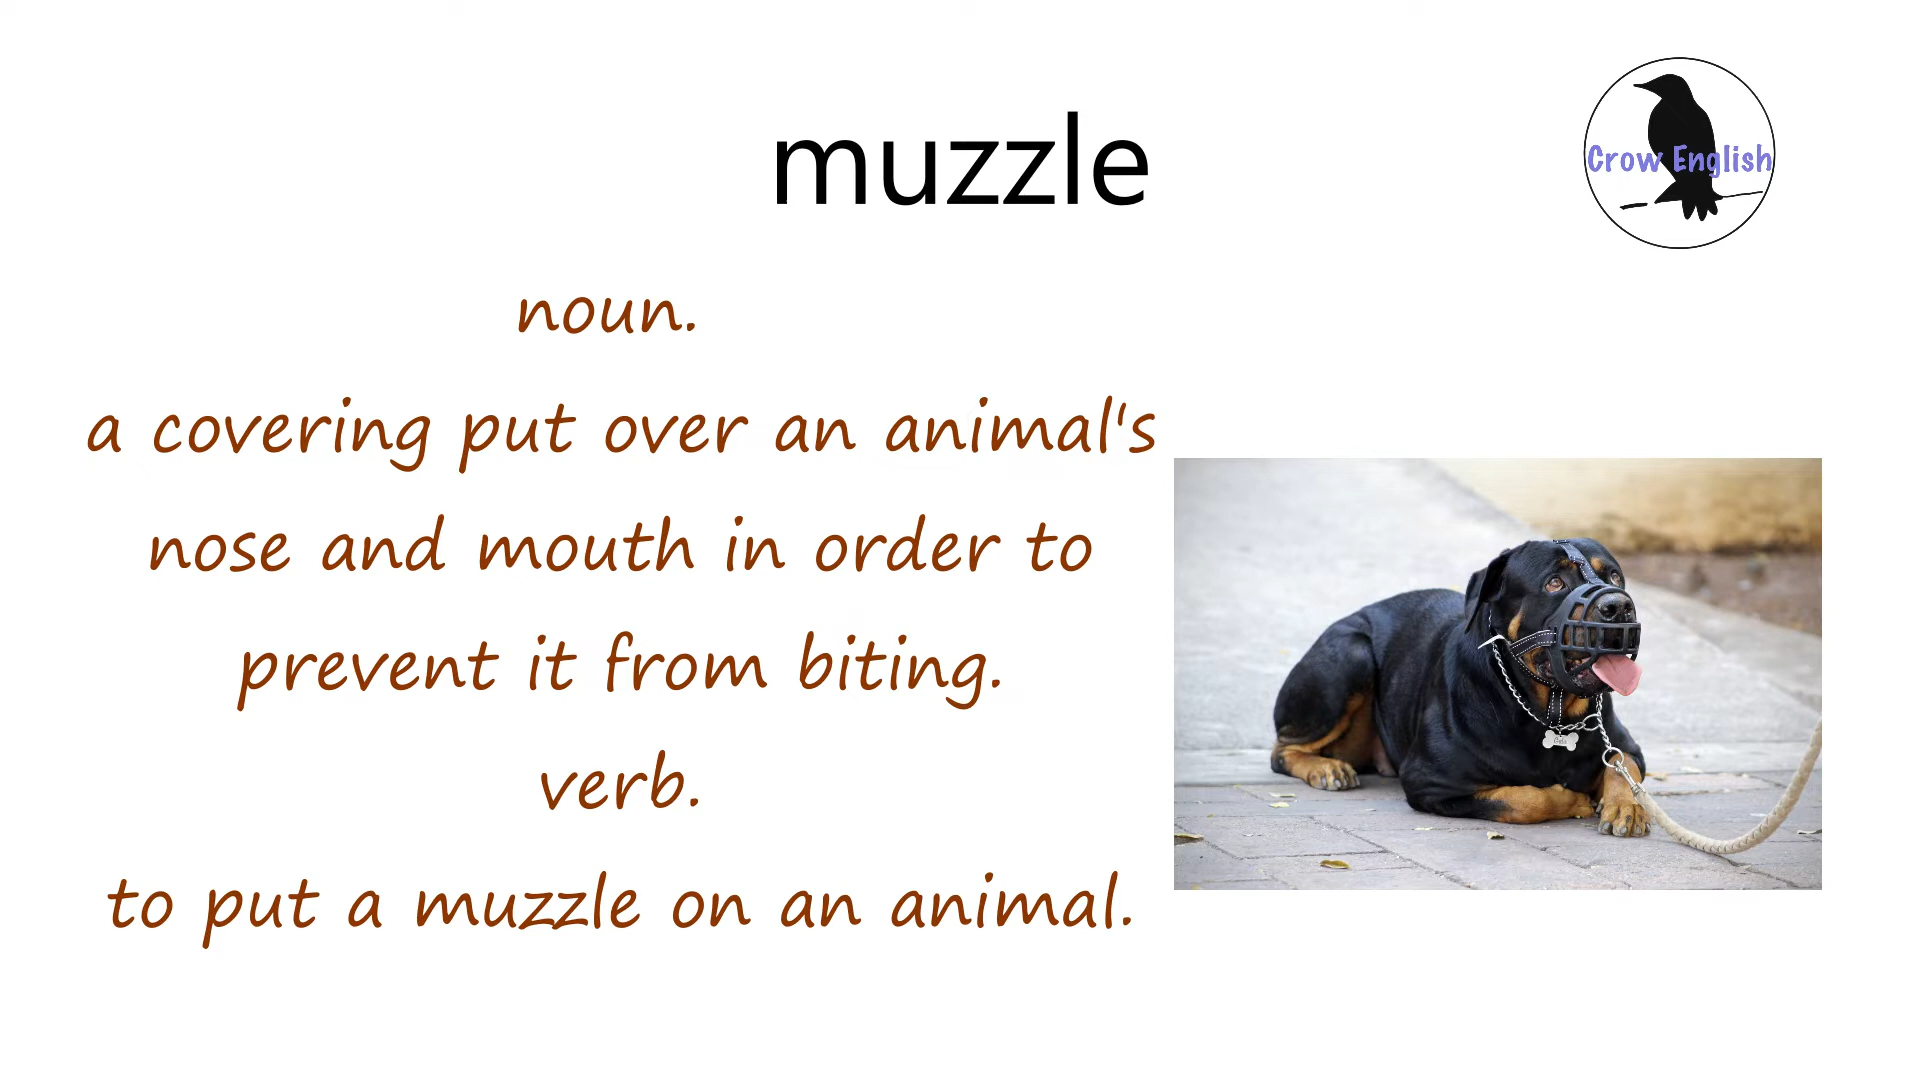 muzzle
Crow English
noun.
a covering put over an animal's
nose and mouth in order to
prevent it from biting.
verb.
to put a muzzle on an animal.